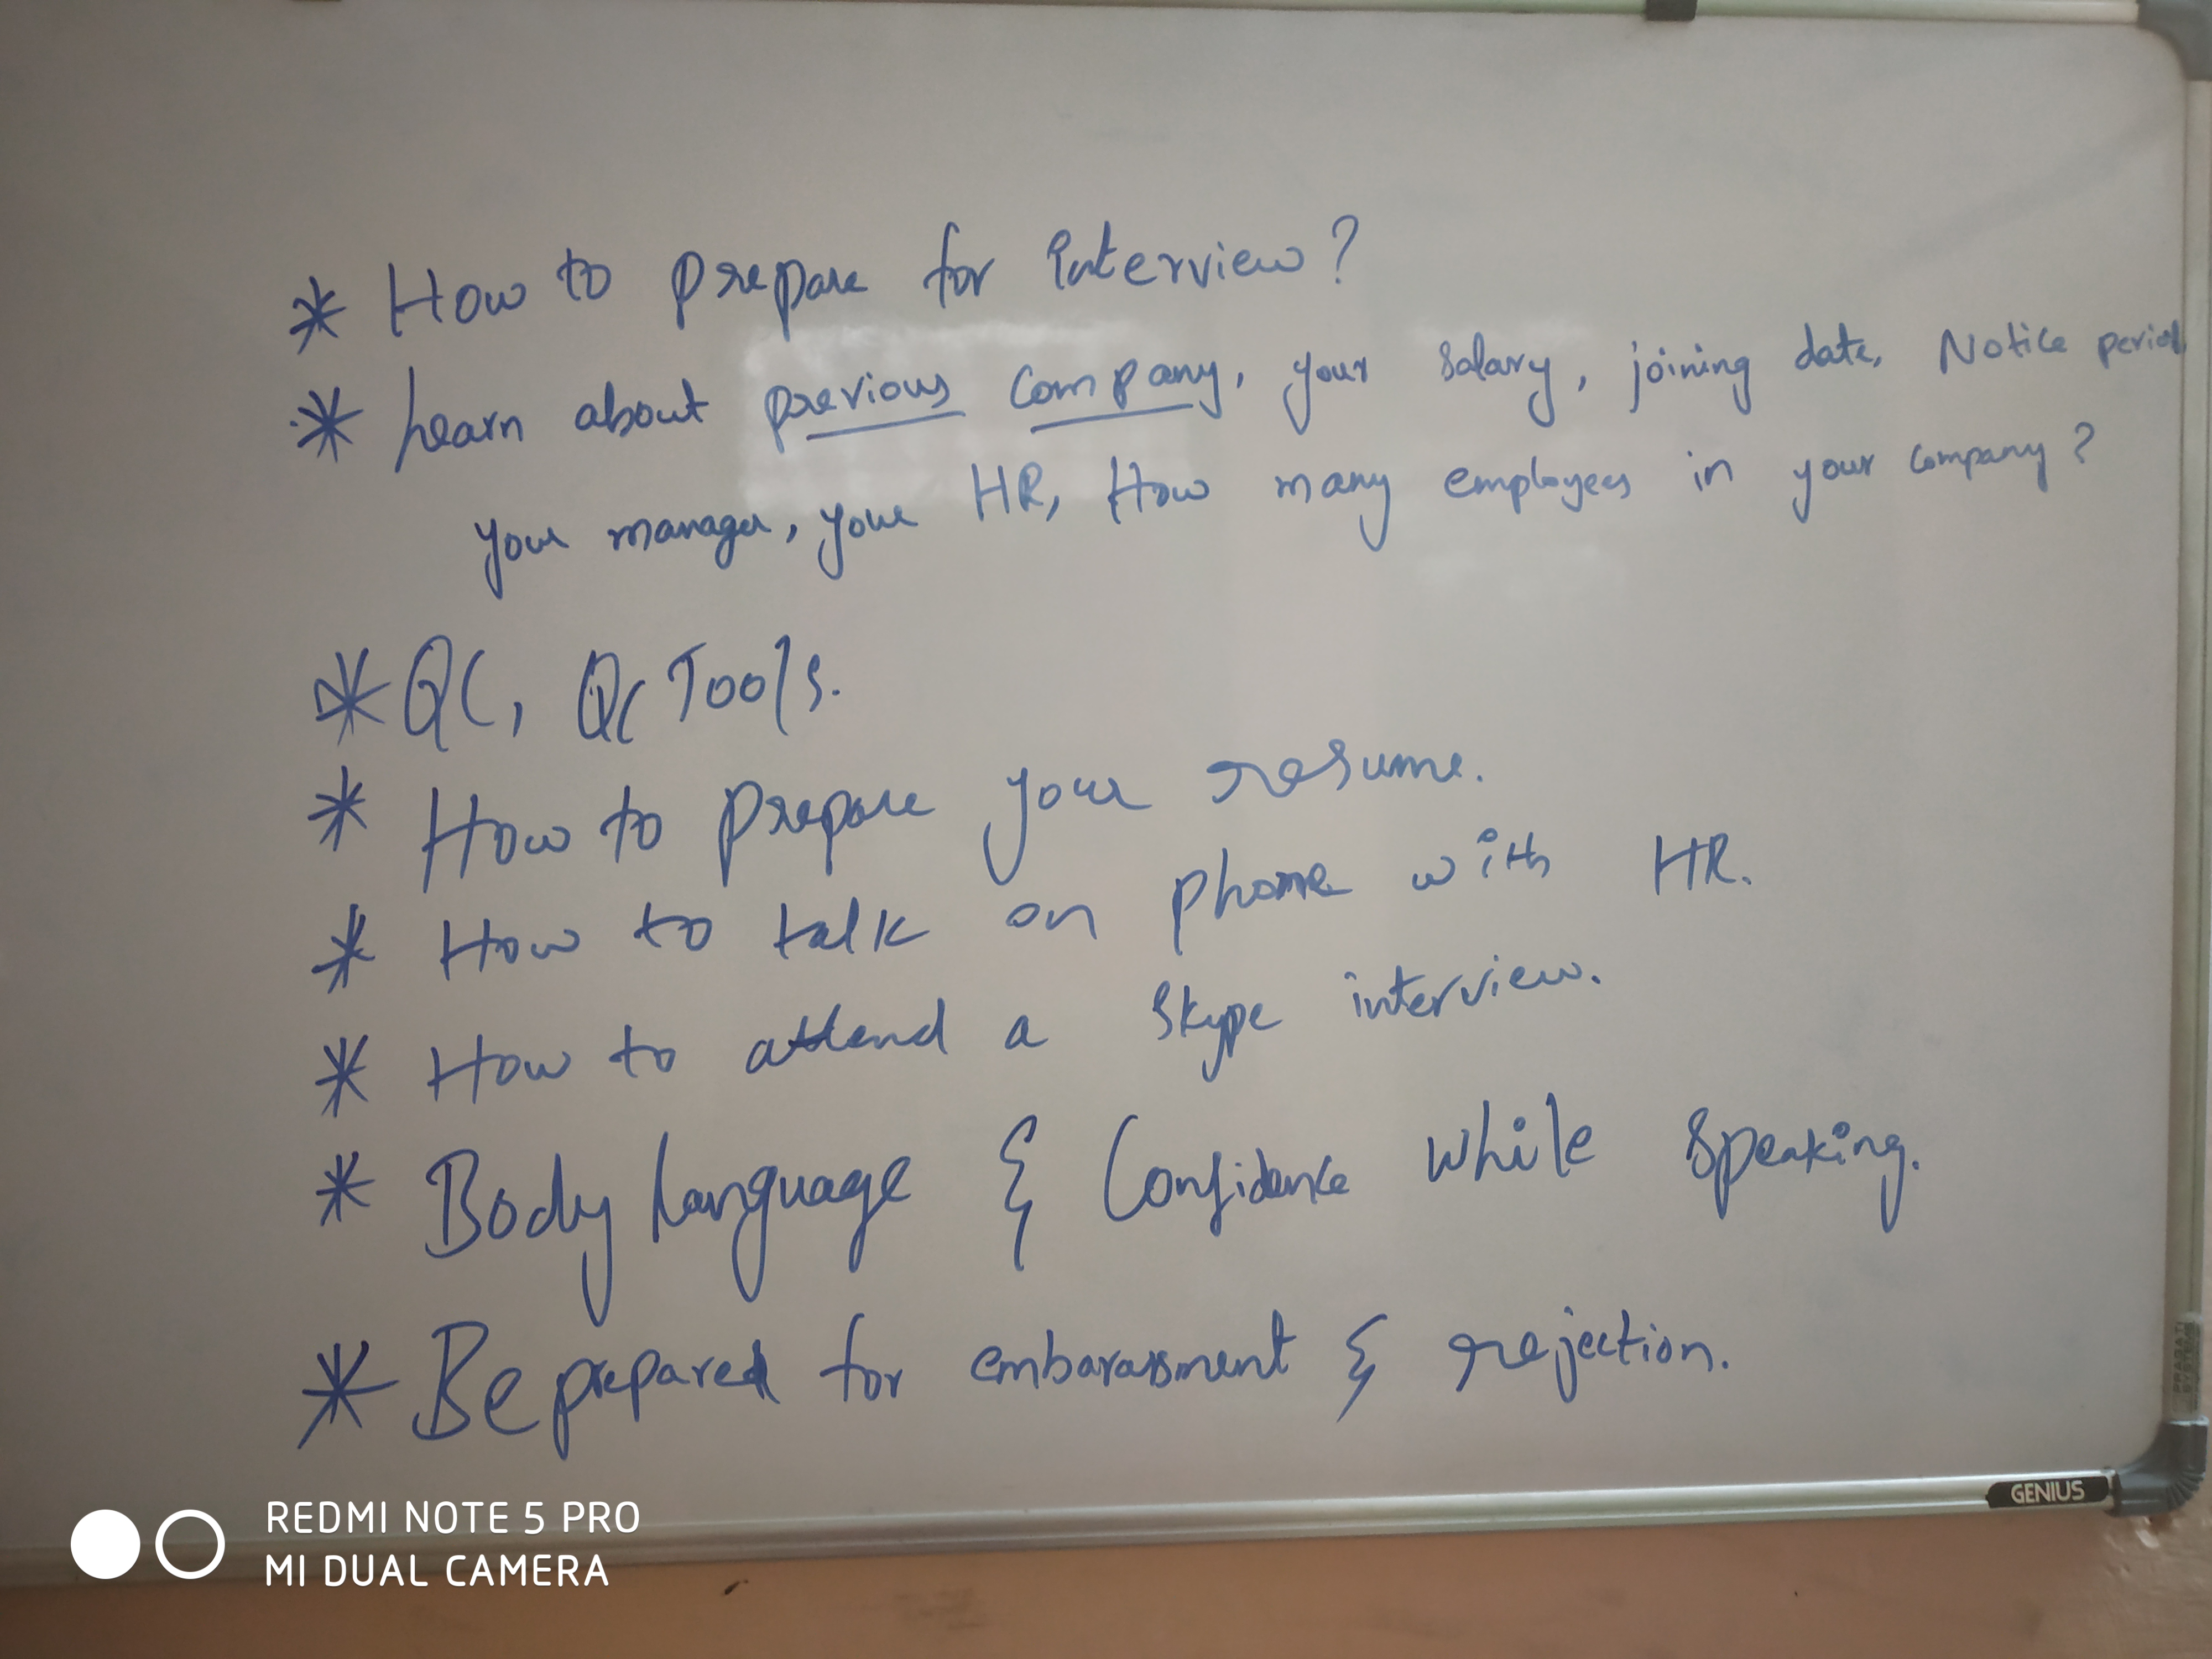 * How to prepare for Interview?
* Learn about previous Company, your salary, joining date, Notice period
your manager, your HR, How many employees in your company?
* QC, QC Tools.
* How to prepare your resume.
* How to talk on phone with HR.
* How to attend a Skype interview.
* Body language & Confidence while speaking.
* Be prepared for embarassment & rejection.
GENIUS
REDMI NOTE 5 PRO
MI DUAL CAMERA